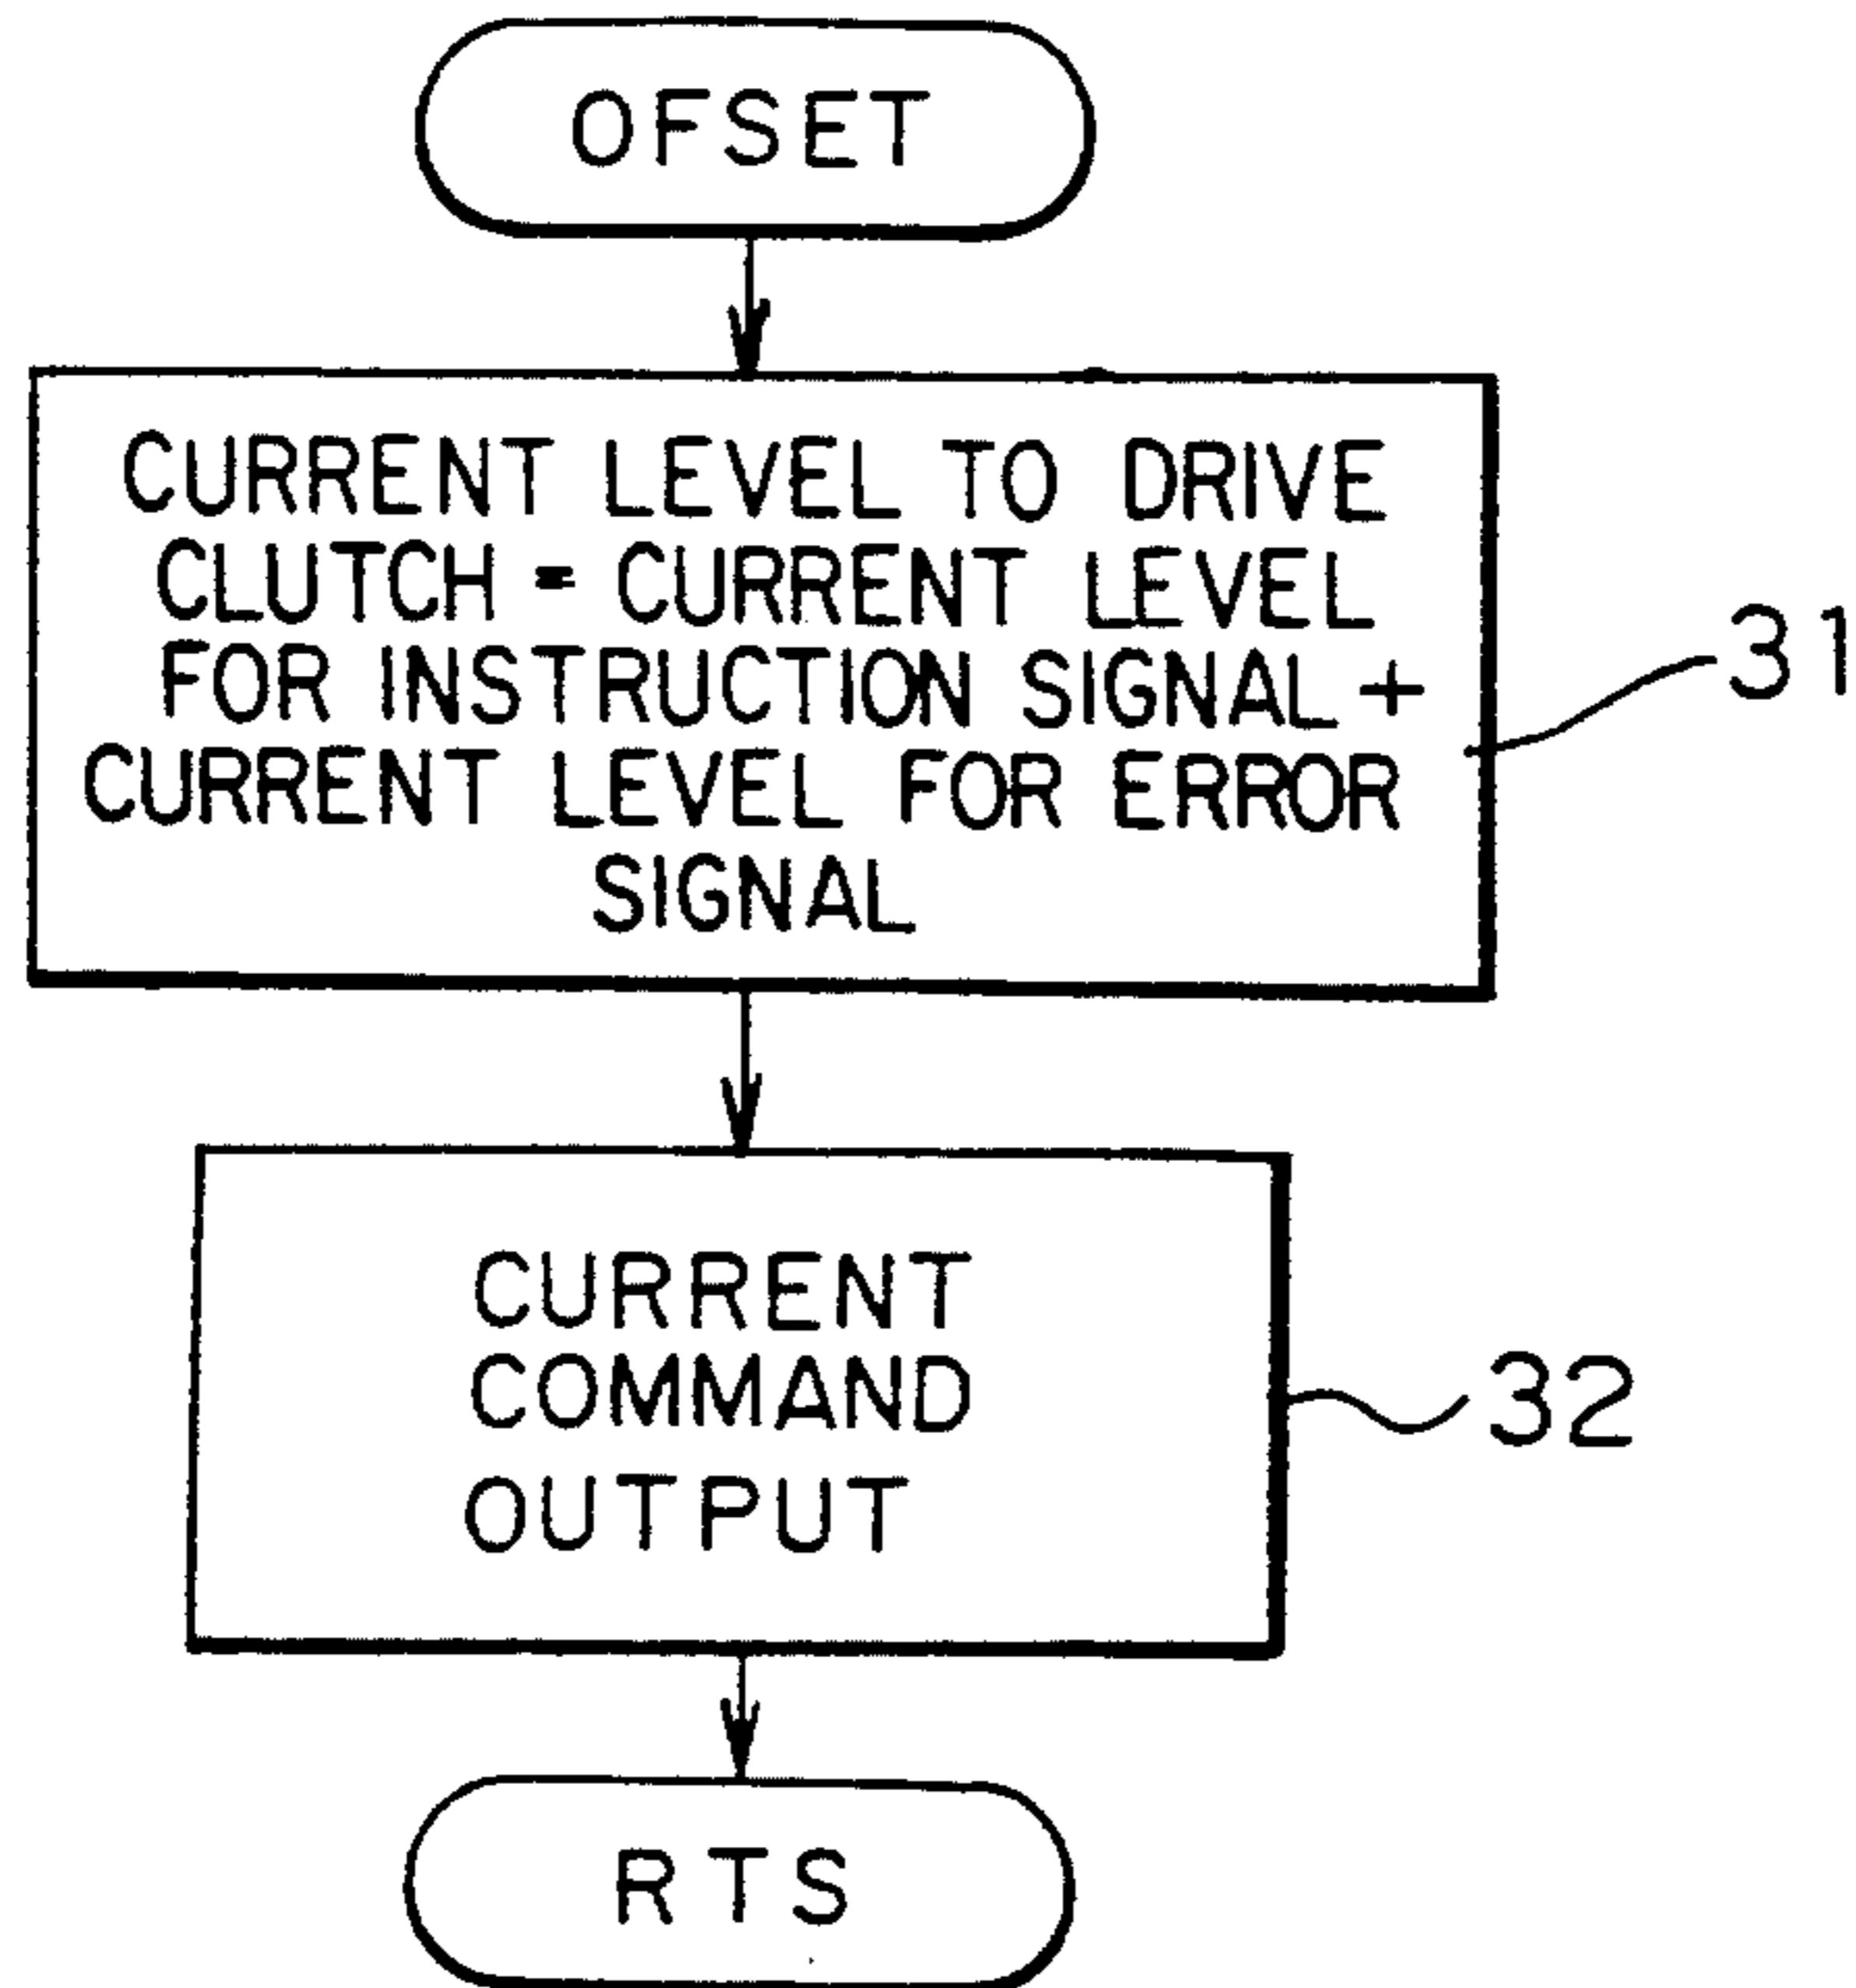 OFSET
CURRENT LEVEL TO DRIVE
CLUTCH = CURRENT LEVEL
FOR INSTRUCTION SIGNAL +
CURRENT LEVEL FOR ERROR
SIGNAL
31
CURRENT
COMMAND
OUTPUT
32
RTS